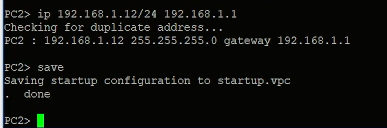 PC2> ip 192.168.1.12/24 192.168.1.1
Checking for duplicate address...
PC2 : 192.168.1.12 255.255.255.0 gateway 192.168.1.1
PC2> save
Saving startup configuration to startup.vpc
.  done
PC2>